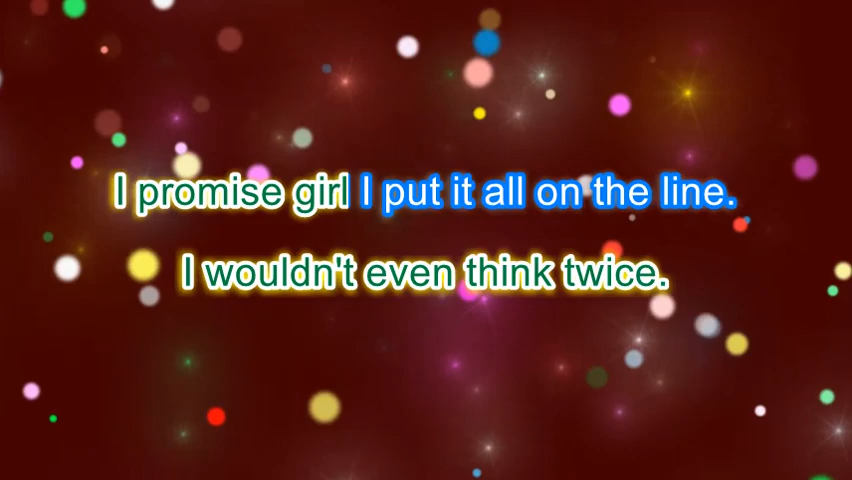 I promise girl I put it all on the line.
I wouldn't even think twice.